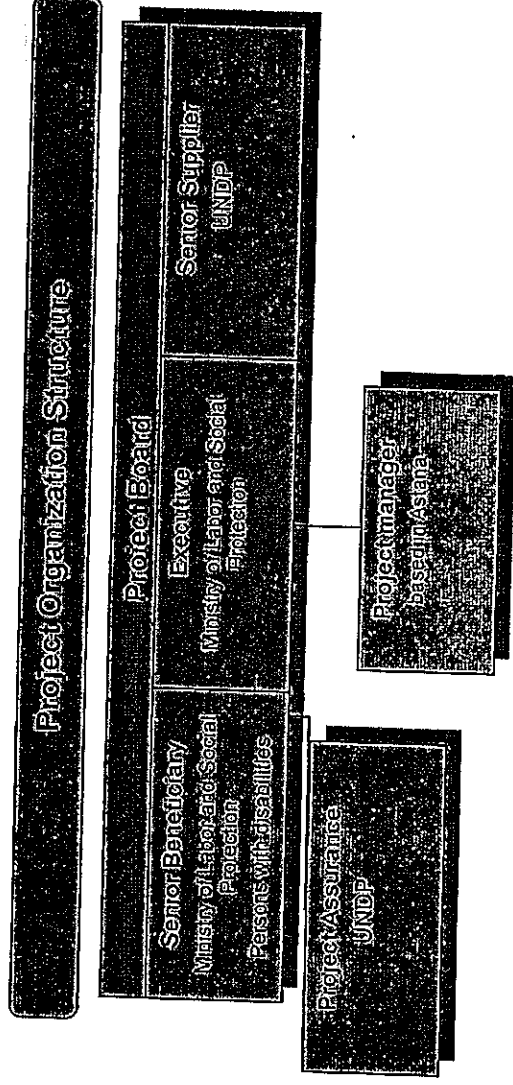 Project Organization Structure
Project Board
Senior Beneficiary
Ministry of Labor and Social
Protection
Persons with disabilities
Executive
Ministry of Labor and Social
Protection
Senior Supplier
UNDP
Project Assurance
UNDP
Project manager
based in Astana